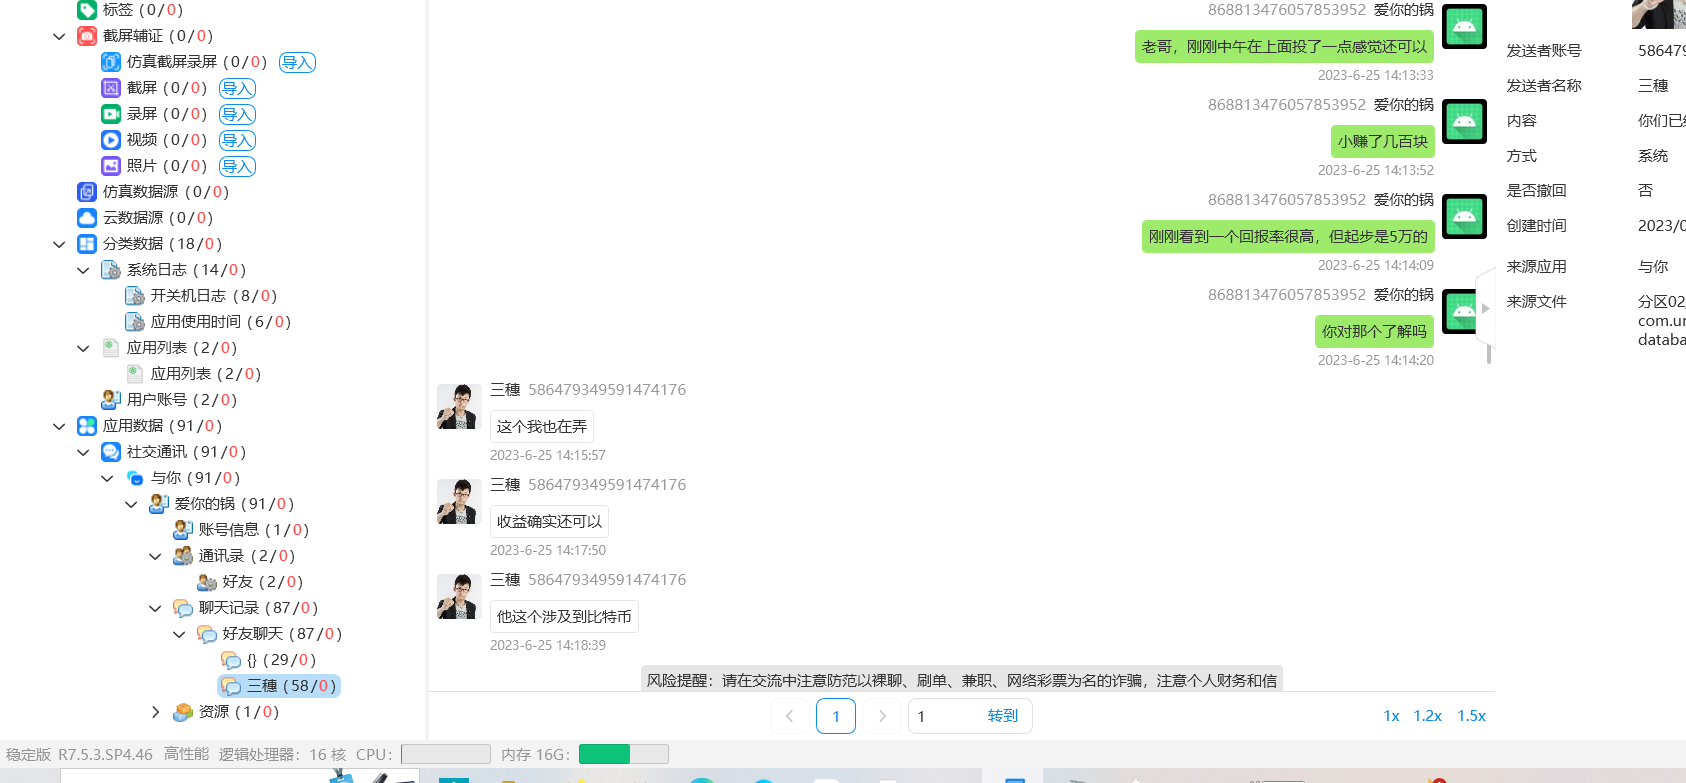 标签 (0/0)
截屏辅证 (0/0)
仿真截屏录屏 (0/0) 导入
截屏 (0/0) 导入
录屏 (0/0) 导入
视频 (0/0) 导入
照片 (0/0) 导入
仿真数据源 (0/0)
云数据源 (0/0)
分类数据 (18/0)
系统日志 (14/0)
开关机日志 (8/0)
应用使用时间 (6/0)
应用列表 (2/0)
应用列表 (2/0)
用户账号 (2/0)
应用数据 (91/0)
社交通讯 (91/0)
与你 (91/0)
爱你的锅 (91/0)
账号信息 (1/0)
通讯录 (2/0)
好友 (2/0)
聊天记录 (87/0)
好友聊天 (87/0)
{} (29/0)
三穗 (58/0)
资源 (1/0)
868813476057853952 爱你的锅
老哥，刚刚中午在上面投了一点感觉还可以
2023-6-25 14:13:33
868813476057853952 爱你的锅
小赚了几百块
2023-6-25 14:13:52
868813476057853952 爱你的锅
刚刚看到一个回报率很高，但起步是5万的
2023-6-25 14:14:09
868813476057853952 爱你的锅
你对那个了解吗
2023-6-25 14:14:20
三穗 586479349591474176
这个我也在弄
2023-6-25 14:15:57
三穗 586479349591474176
收益确实还可以
2023-6-25 14:17:50
三穗 586479349591474176
他这个涉及到比特币
2023-6-25 14:18:39
风险提醒：请在交流中注意防范以裸聊、刷单、兼职、网络彩票为名的诈骗，注意个人财务和信
1 1 转到
1x 1.2x 1.5x
发送者账号 58647
发送者名称 三穗
内容 你们已
方式 系统
是否撤回 否
创建时间 2023/0
来源应用 与你
来源文件 分区02
com.ur
databa
稳定版 R7.5.3.SP4.46 高性能 逻辑处理器：16 核 CPU： 内存 16G：